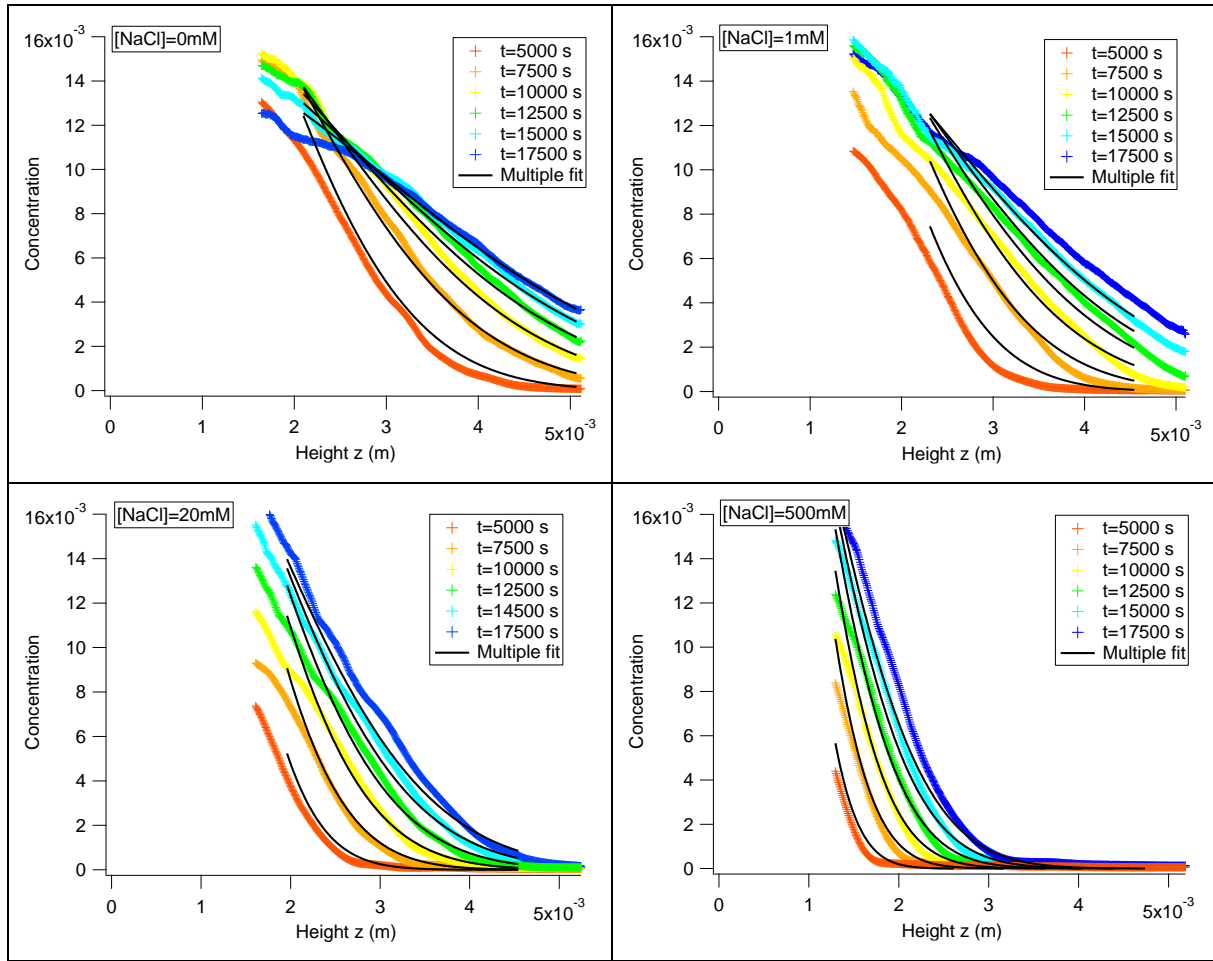 [NaCl]=0mM
16x10⁻³
14
12
10
8
6
4
2
0
Concentration
0
1
2
3
4
5x10⁻³
Height z (m)
t=5000 s
t=7500 s
t=10000 s
t=12500 s
t=15000 s
t=17500 s
Multiple fit
[NaCl]=1mM
16x10⁻³
14
12
10
8
6
4
2
0
Concentration
0
1
2
3
4
5x10⁻³
Height z (m)
t=5000 s
t=7500 s
t=10000 s
t=12500 s
t=15000 s
t=17500 s
Multiple fit
[NaCl]=20mM
16x10⁻³
14
12
10
8
6
4
2
0
Concentration
0
1
2
3
4
5x10⁻³
Height z (m)
t=5000 s
t=7500 s
t=10000 s
t=12500 s
t=14500 s
t=17500 s
Multiple fit
[NaCl]=500mM
16x10⁻³
14
12
10
8
6
4
2
0
Concentration
0
1
2
3
4
5x10⁻³
Height z (m)
t=5000 s
t=7500 s
t=10000 s
t=12500 s
t=15000 s
t=17500 s
Multiple fit